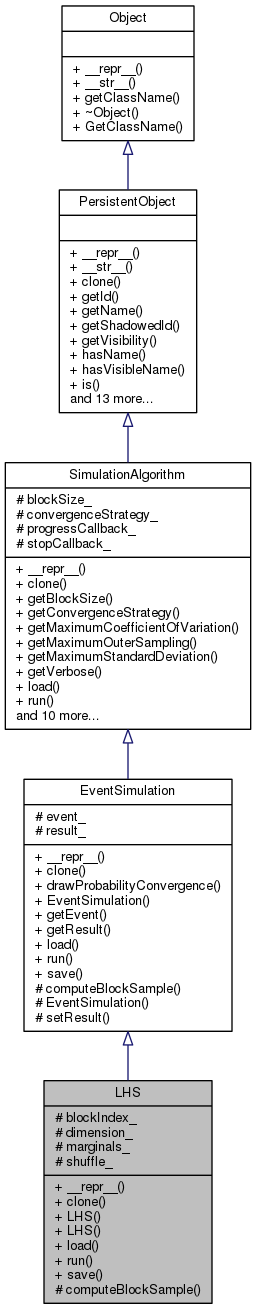 Object
+ __repr__()
+ __str__()
+ getClassName()
+ ~Object()
+ GetClassName()
PersistentObject
+ __repr__()
+ __str__()
+ clone()
+ getId()
+ getName()
+ getShadowedId()
+ getVisibility()
+ hasName()
+ hasVisibleName()
+ is()
and 13 more...
SimulationAlgorithm
# blockSize_
# convergenceStrategy_
# progressCallback_
# stopCallback_
+ __repr__()
+ clone()
+ getBlockSize()
+ getConvergenceStrategy()
+ getMaximumCoefficientOfVariation()
+ getMaximumOuterSampling()
+ getMaximumStandardDeviation()
+ getVerbose()
+ load()
+ run()
and 10 more...
EventSimulation
# event_
# result_
+ __repr__()
+ clone()
+ drawProbabilityConvergence()
+ EventSimulation()
+ getEvent()
+ getResult()
+ load()
+ run()
+ save()
# computeBlockSample()
# EventSimulation()
# setResult()
LHS
# blockIndex_
# dimension_
# marginals_
# shuffle_
+ __repr__()
+ clone()
+ LHS()
+ LHS()
+ load()
+ run()
+ save()
# computeBlockSample()